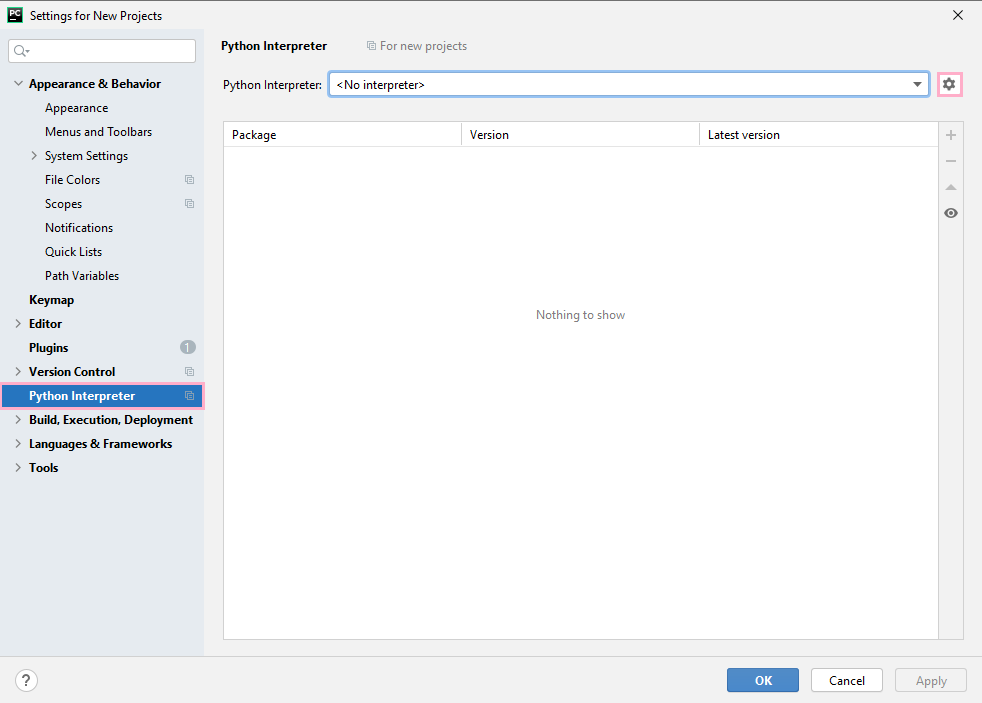 PC Settings for New Projects
Appearance & Behavior
Appearance
Menus and Toolbars
System Settings
File Colors
Scopes
Notifications
Quick Lists
Path Variables
Keymap
Editor
Plugins 1
Version Control
Python Interpreter
Build, Execution, Deployment
Languages & Frameworks
Tools
Python Interpreter For new projects
Python Interpreter: <No interpreter>
Package Version Latest version
Nothing to show
? OK Cancel Apply